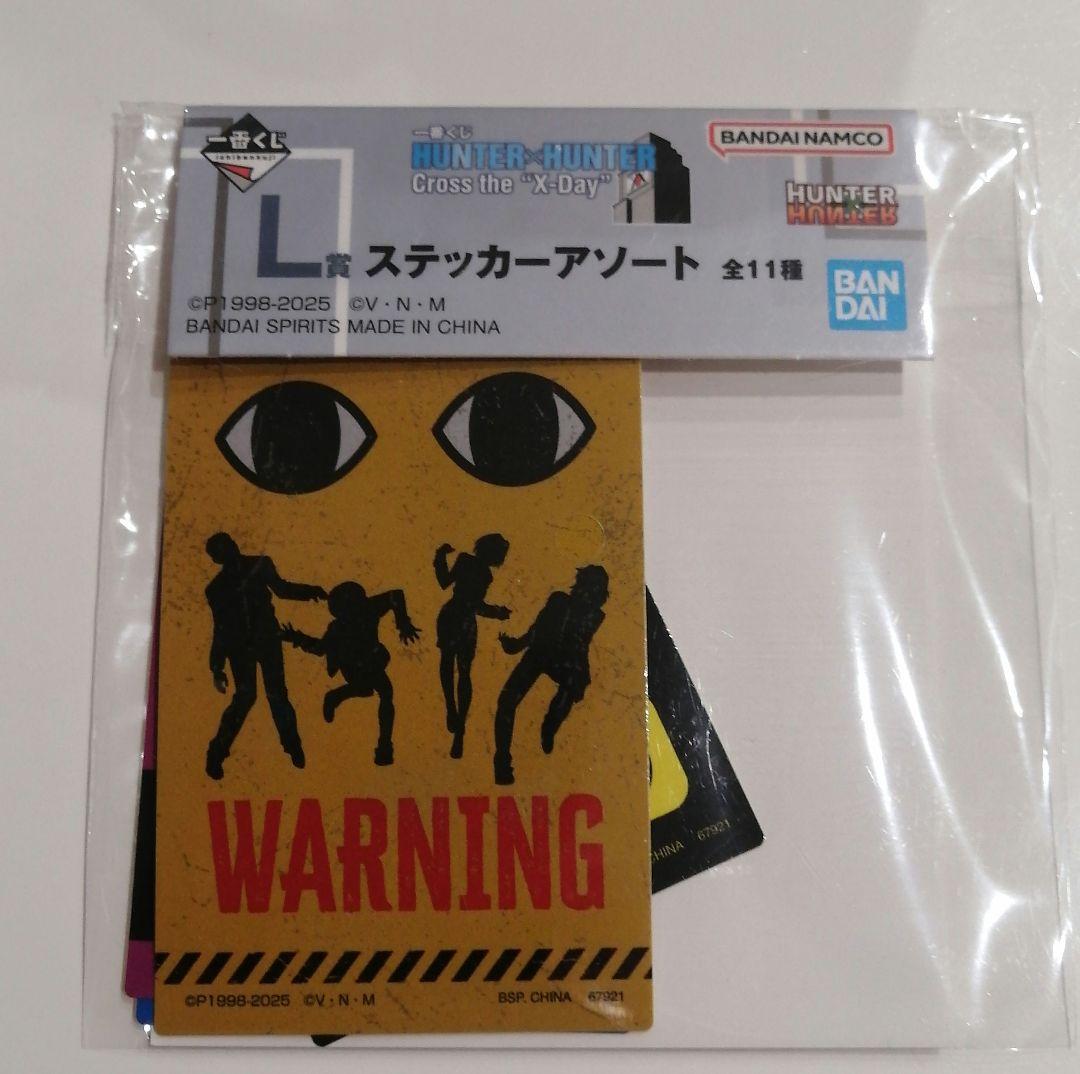 一番くじ
ichibankuji
一番くじ
HUNTER×HUNTER
Cross the "X-Day"
BANDAI NAMCO
HUNTER
×
HUNTER
L賞 ステッカーアソート 全11種
BAN
DAI
©P1998-2025 ©V・N・M
BANDAI SPIRITS MADE IN CHINA
WARNING
©P1998-2025 ©V・N・M
BSP. CHINA 67921
CHINA 67921